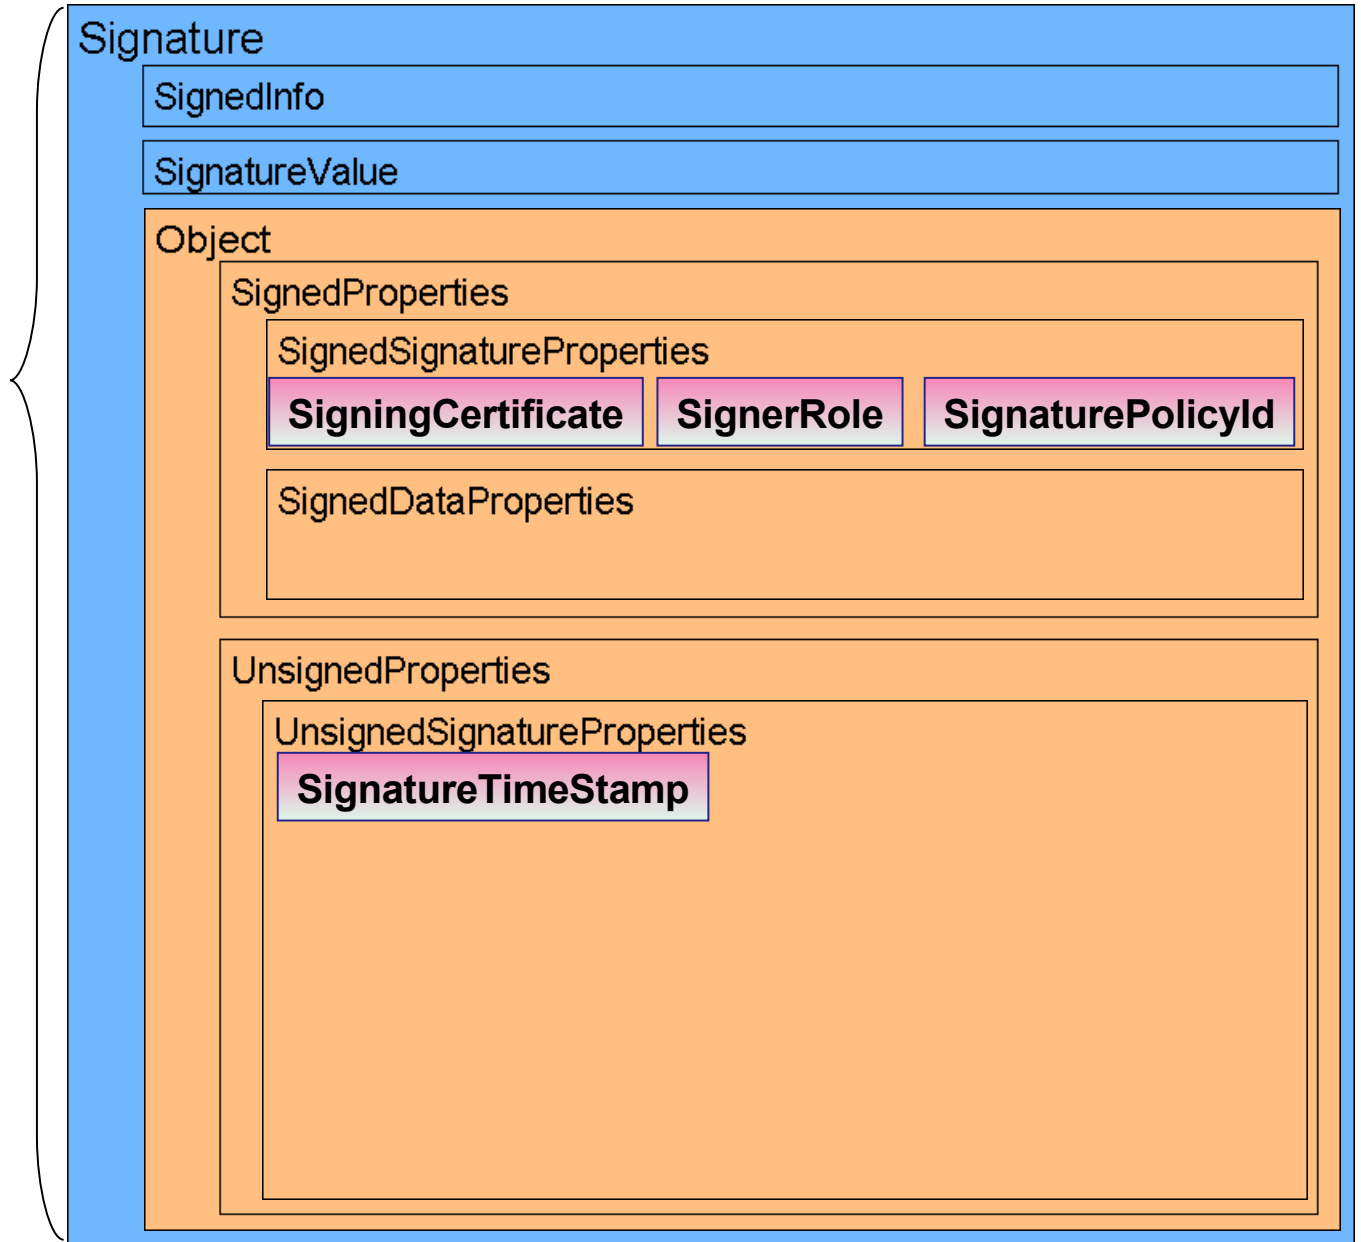 Signature
SignedInfo
SignatureValue
Object
SignedProperties
SignedSignatureProperties
SigningCertificate SignerRole SignaturePolicyId
SignedDataProperties
UnsignedProperties
UnsignedSignatureProperties
SignatureTimeStamp